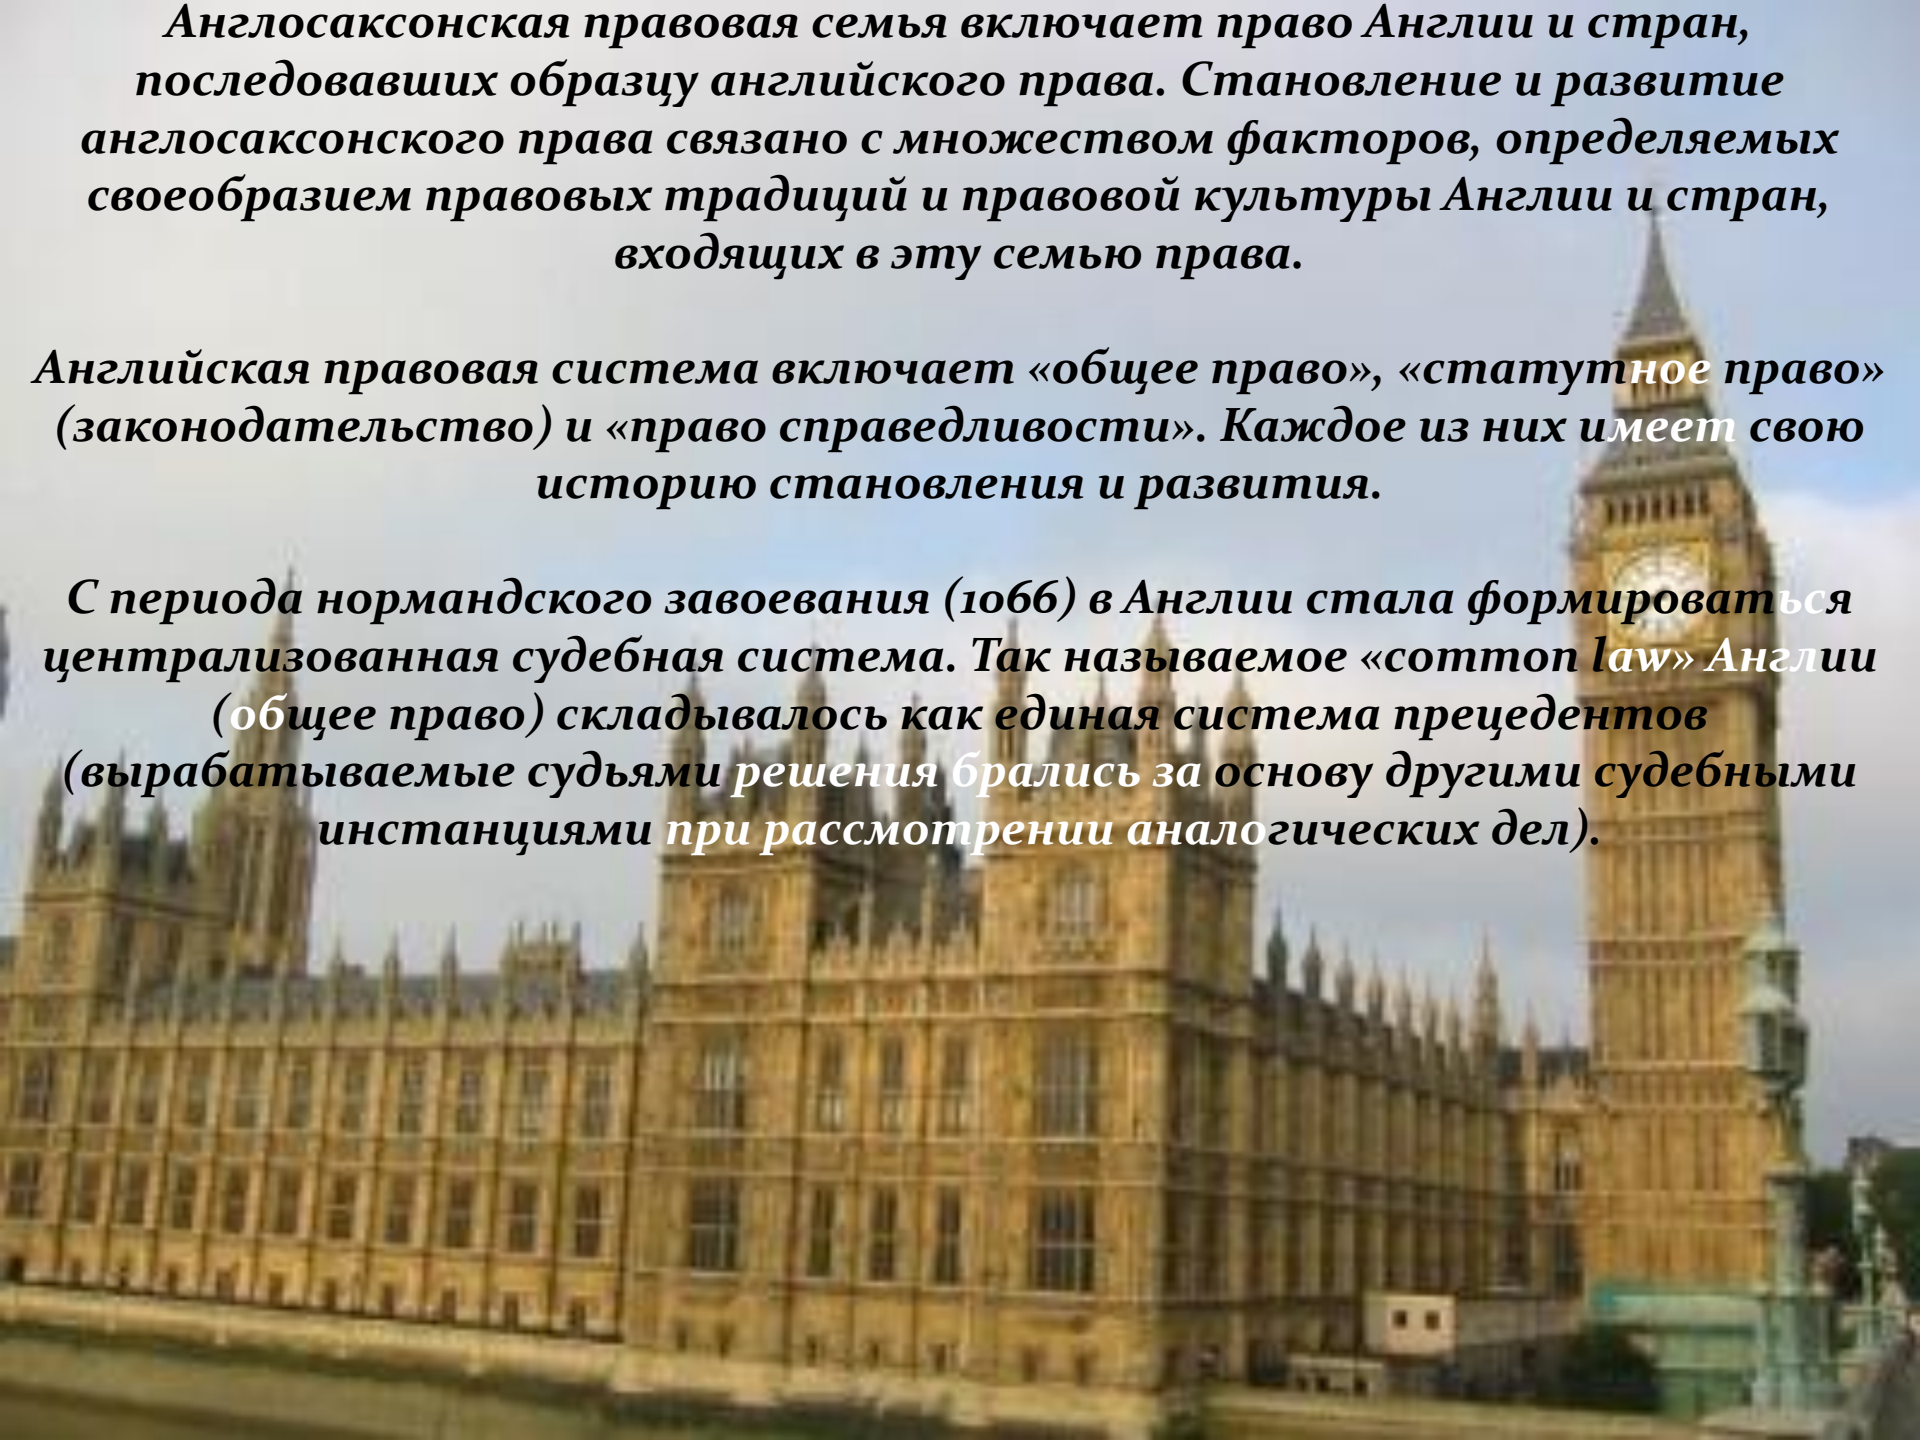 Англосаксонская правовая семья включает право Англии и стран,
последовавших образцу английского права. Становление и развитие
англосаксонского права связано с множеством факторов, определяемых
своеобразием правовых традиций и правовой культуры Англии и стран,
входящих в эту семью права.
Английская правовая система включает «общее право», «статутное право»
(законодательство) и «право справедливости». Каждое из них имеет свою
историю становления и развития.
С периода нормандского завоевания (1066) в Англии стала формироваться
централизованная судебная система. Так называемое «соттоп law» Англии
(общее право) складывалось как единая система прецедентов
(вырабатываемые судьями решения брались за основу другими судебными
инстанциями при рассмотрении аналогических дел).